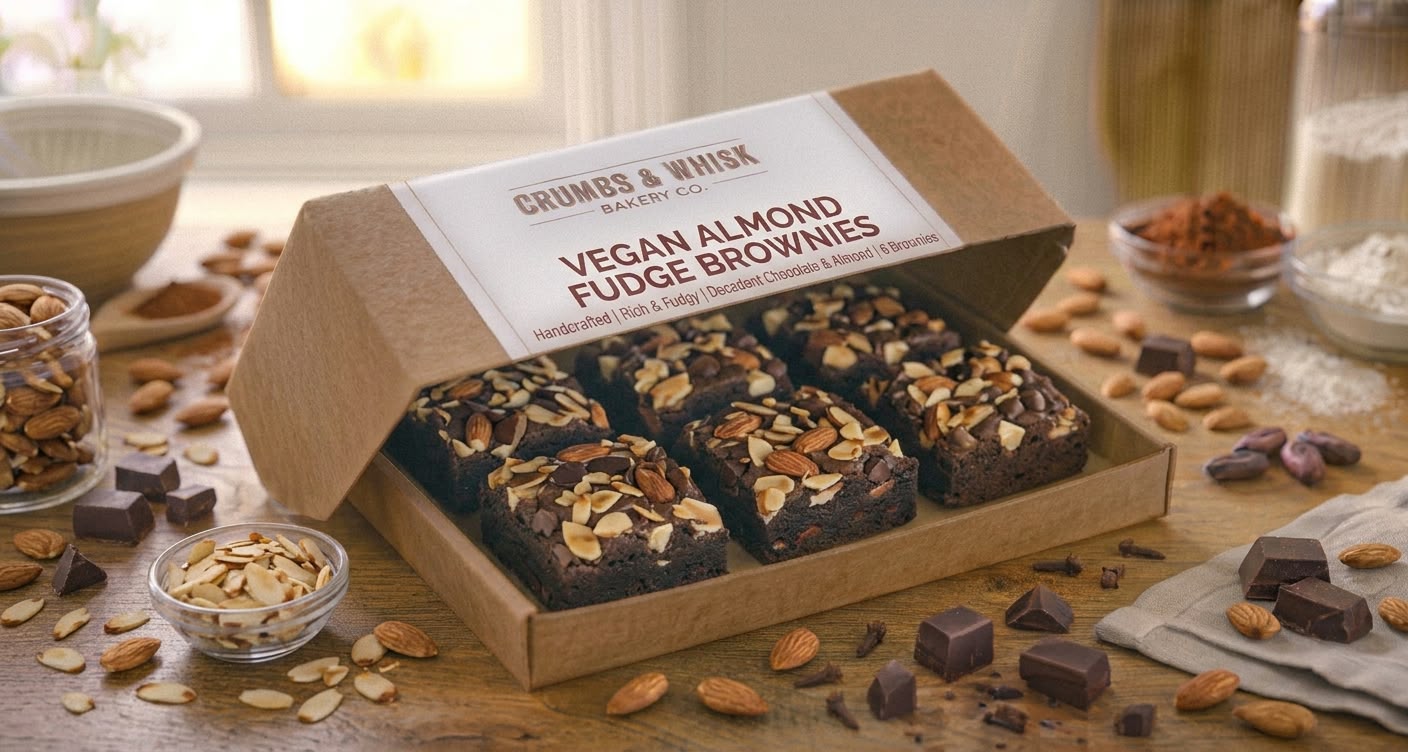 CRUMBS & WHISK
BAKERY CO.
VEGAN ALMOND
FUDGE BROWNIES
Handcrafted | Rich & Fudgy | Decadent Chocolate & Almond | 6 Brownies